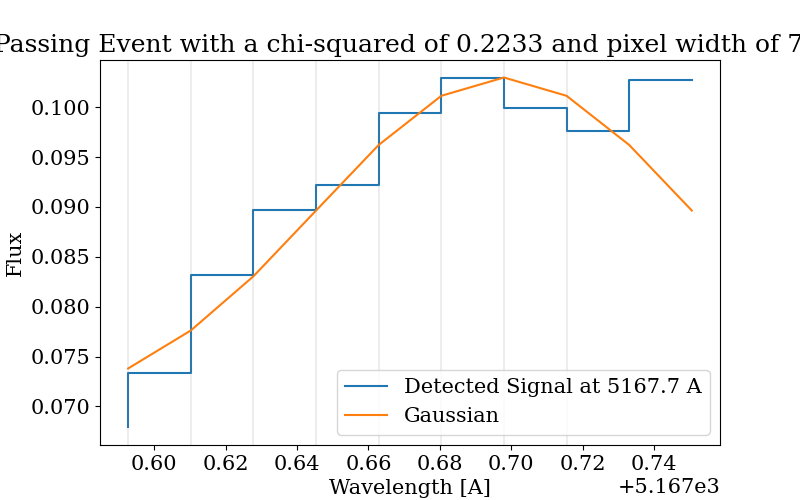 Passing Event with a chi-squared of 0.2233 and pixel width of 7
0.100
0.095
0.090
0.085
0.080
0.075
0.070
Flux
Detected Signal at 5167.7 A
Gaussian
0.60 0.62 0.64 0.66 0.68 0.70 0.72 0.74
Wavelength [A]
+5.167e3